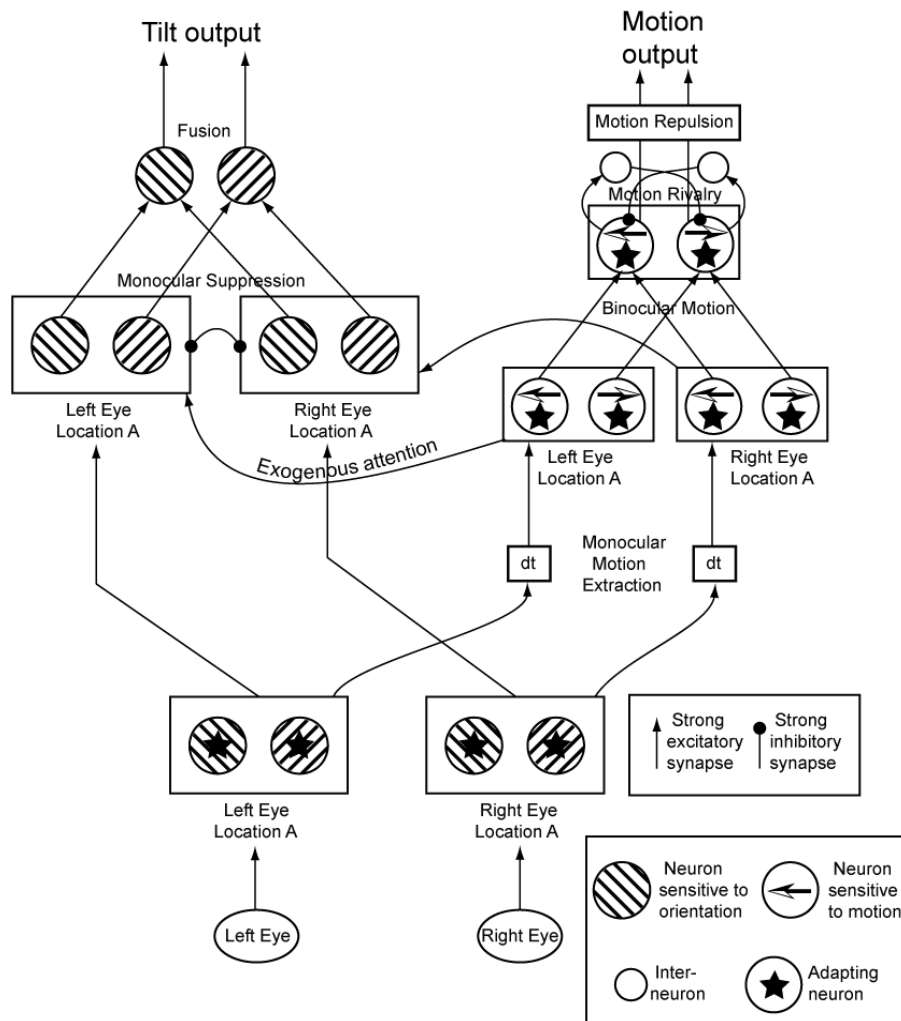 Tilt output
Motion
output
Fusion
Motion Repulsion
Motion Rivalry
Monocular Suppression
Binocular Motion
Left Eye
Location A
Right Eye
Location A
Exogenous attention
Left Eye
Location A
Right Eye
Location A
dt
Monocular
Motion
Extraction
dt
Left Eye
Location A
Right Eye
Location A
Strong
excitatory
synapse
Strong
inhibitory
synapse
Left Eye
Right Eye
Neuron
sensitive to
orientation
Neuron
sensitive
to motion
Inter-
neuron
Adapting
neuron